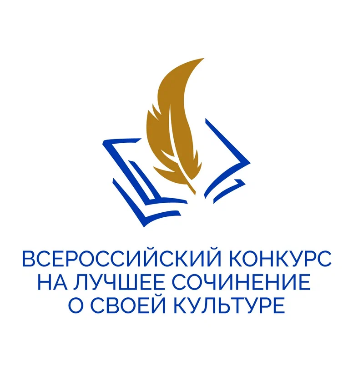 ВСЕРОССИЙСКИЙ КОНКУРС
НА ЛУЧШЕЕ СОЧИНЕНИЕ
О СВОЕЙ КУЛЬТУРЕ